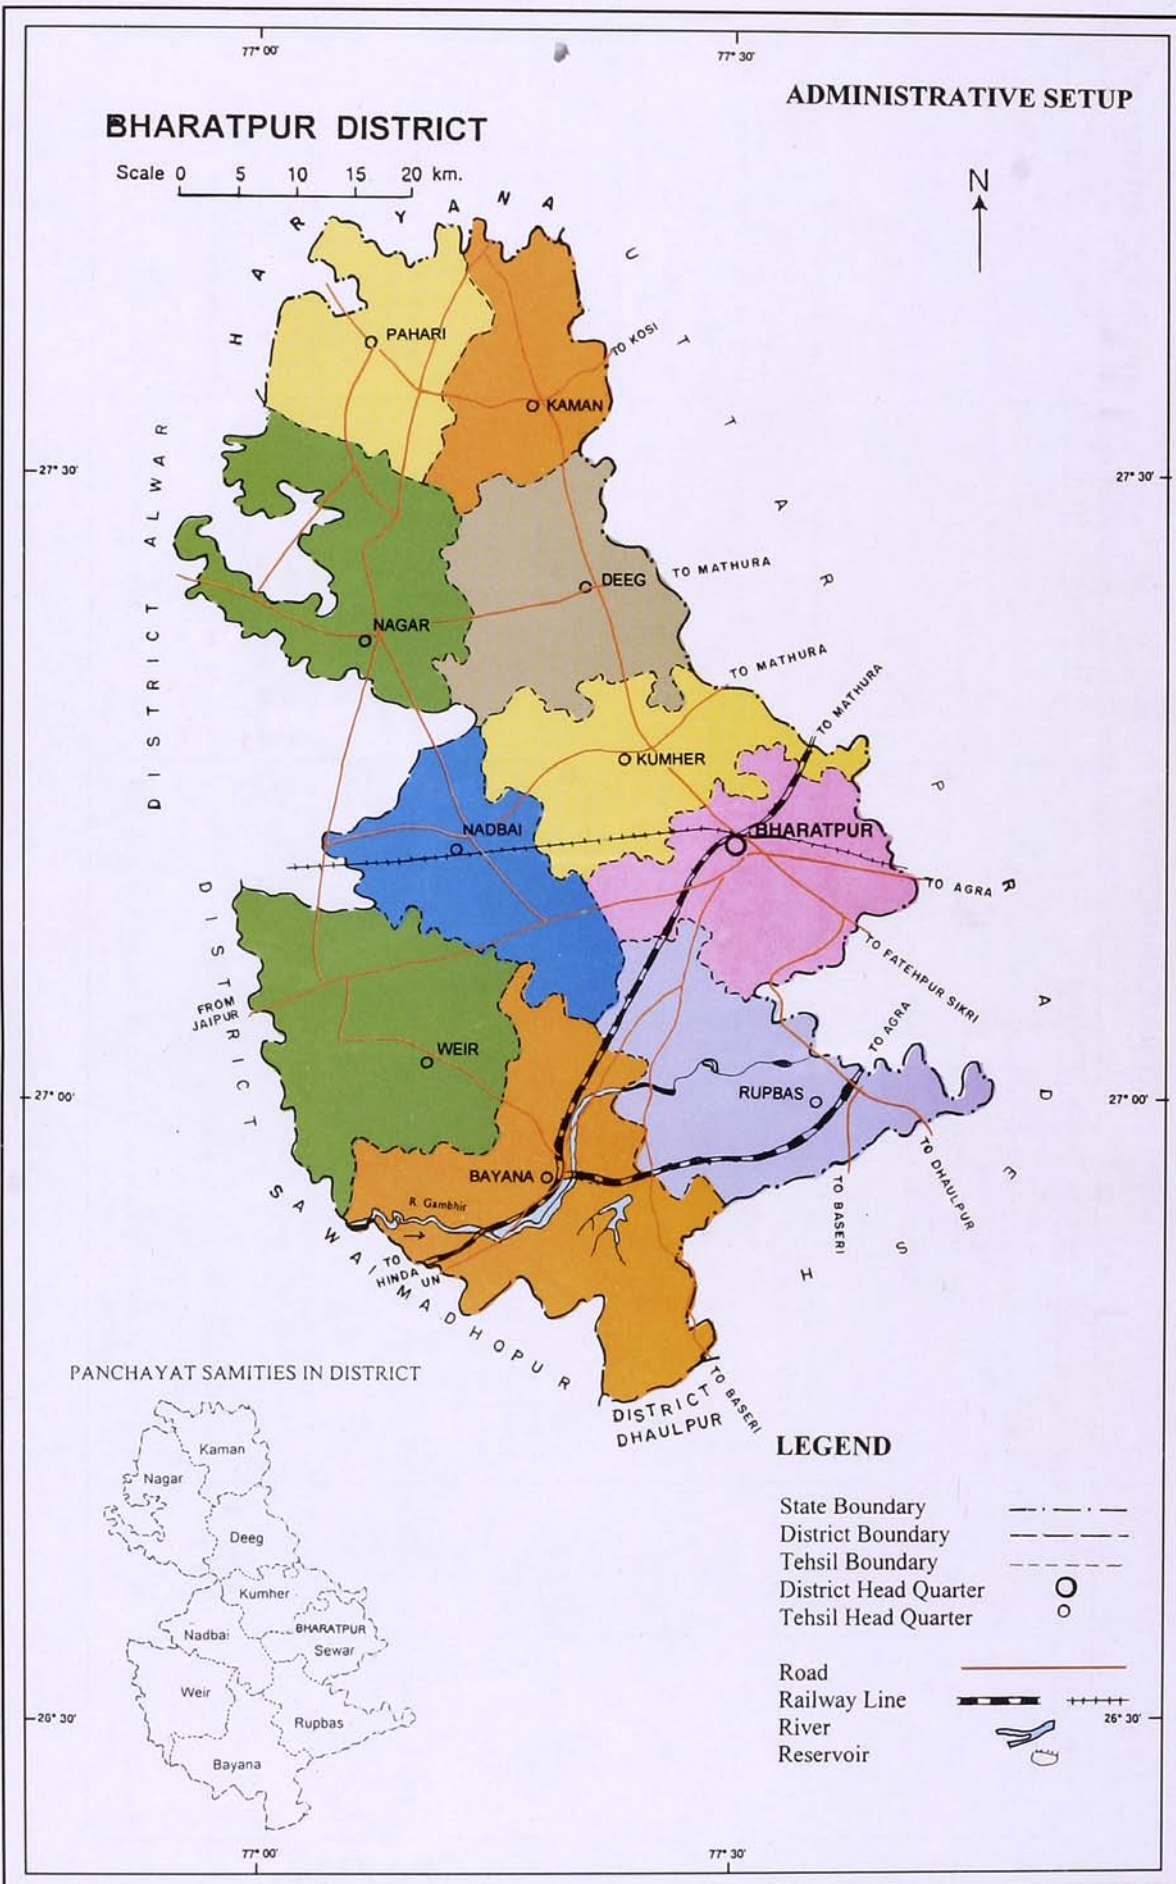 77° 00'
77° 30'
ADMINISTRATIVE SETUP
BHARATPUR DISTRICT
Scale 0 5 10 15 20 km.
N
HARYANA
UTTAR PRADESH
PAHARI
TO KOSI
KAMAN
27° 30'
27° 30'
DISTRICT ALWAR
DEEG
TO MATHURA
NAGAR
TO MATHURA
TO MATHURA
KUMHER
NADBAI
BHARATPUR
TO AGRA
TO FATEHPUR SIKRI
FROM
JAIPUR
TO AGRA
WEIR
RUPBAS
27° 00'
27° 00'
BAYANA
TO DHAULPUR
TO BASERI
R. Gambhir
TO
HINDAUN
DISTRICT SAWAI MADHOPUR
TO BASERI
DISTRICT
DHAULPUR
PANCHAYAT SAMITIES IN DISTRICT
Kaman
Nagar
Deeg
Kumher
Nadbai
BHARATPUR
Sewar
Weir
Rupbas
Bayana
LEGEND
State Boundary
District Boundary
Tehsil Boundary
District Head Quarter
Tehsil Head Quarter
Road
Railway Line
River
Reservoir
26° 30'
26° 30'
77° 00'
77° 30'